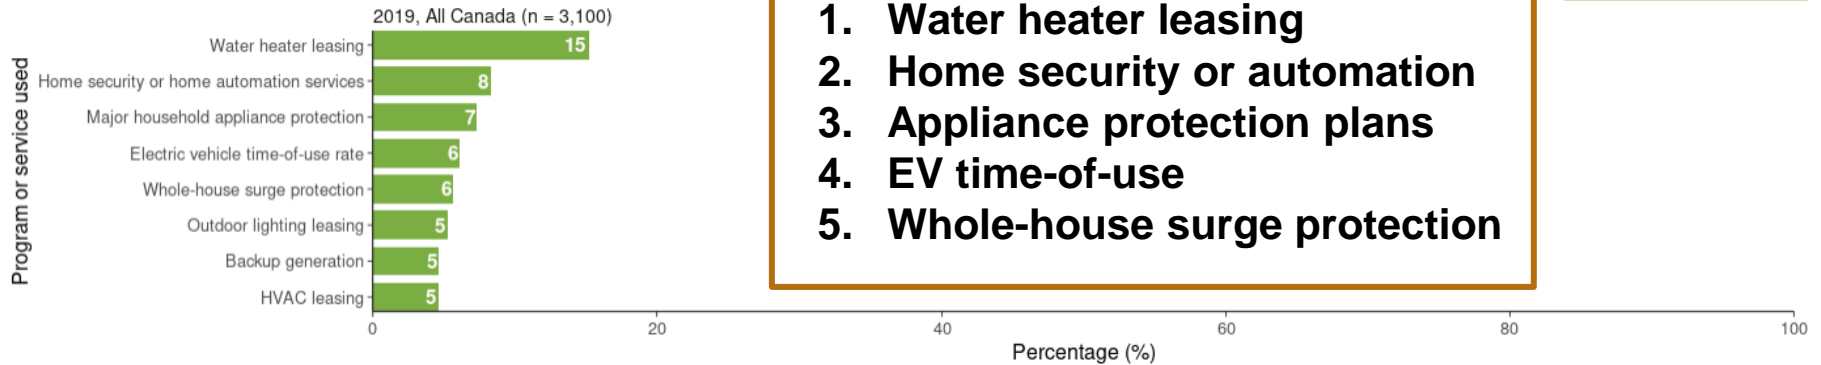 2019, All Canada (n = 3,100)
Program or service used
Water heater leasing 15
Home security or home automation services 8
Major household appliance protection 7
Electric vehicle time-of-use rate 6
Whole-house surge protection 6
Outdoor lighting leasing 5
Backup generation 5
HVAC leasing 5
0 20 40 60 80 100
Percentage (%)
1. Water heater leasing
2. Home security or automation
3. Appliance protection plans
4. EV time-of-use
5. Whole-house surge protection